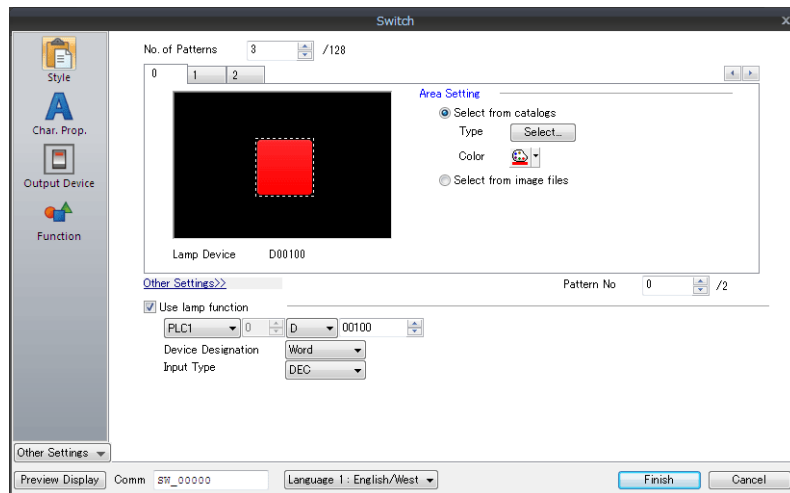 Switch
x
No. of Patterns 3 /128
Style
Char. Prop.
Output Device
Function
0 1 2
Area Setting
Select from catalogs
Type Select...
Color
Select from image files
Lamp Device D00100
Other Settings>>
Pattern No 0 /2
Use lamp function
PLC1 0 D 00100
Device Designation Word
Input Type DEC
Other Settings
Preview Display Comm SW_00000 Language 1 : English/West Finish Cancel